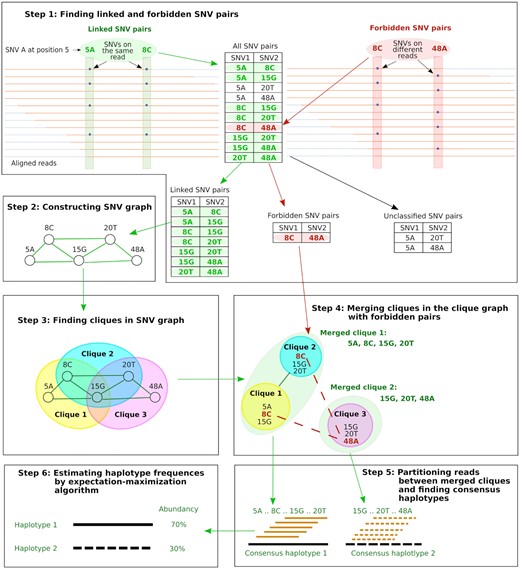 Step 1: Finding linked and forbidden SNV pairs
Linked SNV pairs
SNV A at position 5
5A
SNVs on
the same
read
8C
Aligned reads
All SNV pairs
SNV1 SNV2
5A 8C
5A 15G
5A 20T
5A 48A
8C 15G
8C 20T
8C 48A
15G 20T
15G 48A
20T 48A
Forbidden SNV pairs
8C
SNVs on
different
reads
48A
Linked SNV pairs
SNV1 SNV2
5A 8C
5A 15G
8C 15G
8C 20T
15G 20T
15G 48A
20T 48A
Forbidden SNV pairs
SNV1 SNV2
8C 48A
Unclassified SNV pairs
SNV1 SNV2
5A 20T
5A 48A
Step 2: Constructing SNV graph
8C 20T
5A 15G 48A
Step 3: Finding cliques in SNV graph
Clique 2
8C 20T
5A 15G 48A
Clique 1
Clique 3
Step 4: Merging cliques in the clique graph
with forbidden pairs
Merged clique 1:
5A, 8C, 15G, 20T
Clique 2
8C
15G
20T
Clique 1
5A
8C
15G
Merged clique 2:
15G, 20T, 48A
Clique 3
15G
20T
48A
Step 5: Partitioning reads
between merged cliques
and finding consensus
haplotypes
5A .. 8C .. 15G .. 20T
Consensus haplotype 1
15G .. 20T .. 48A
Consensus haplotlype 2
Step 6: Estimating haplotype frequencies
by expectation-maximization
algorithm
Abundancy
Haplotype 1 70%
Haplotype 2 30%